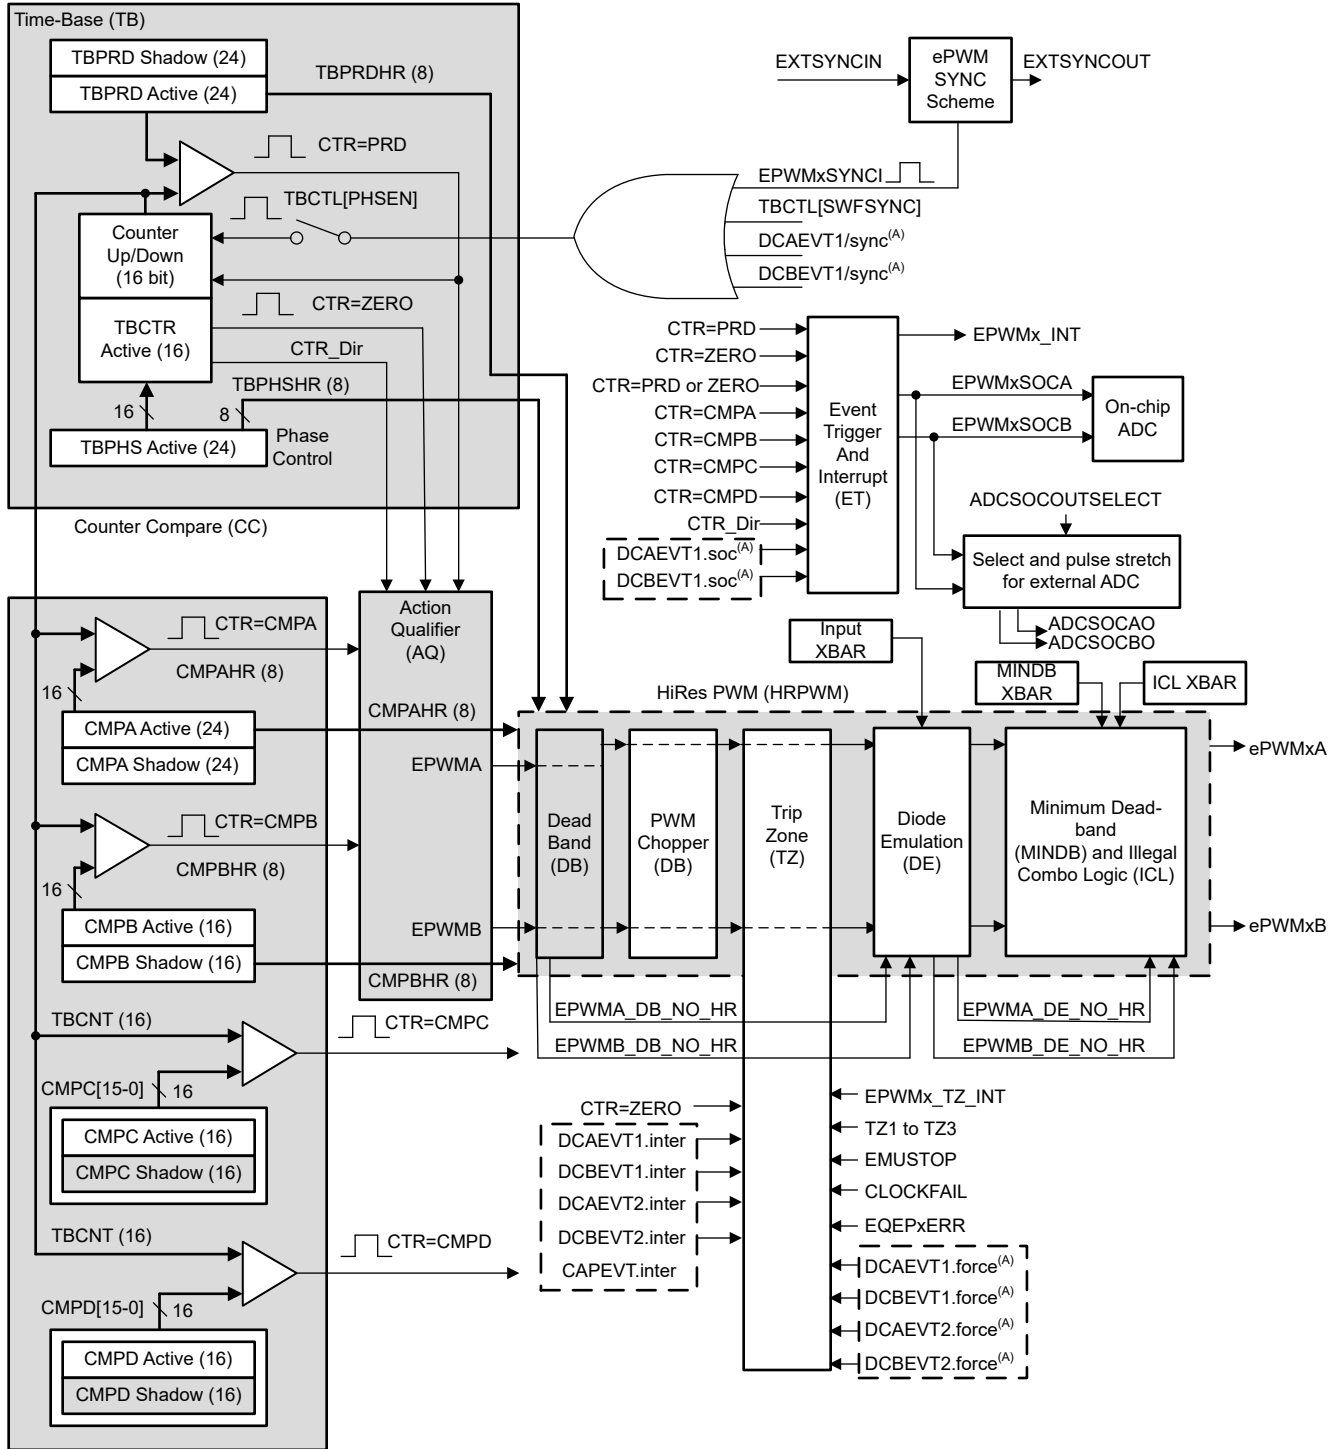 Time-Base (TB)
TBPRD Shadow (24)
TBPRD Active (24)
TBPRDHR (8)
CTR=PRD
TBCTL[PHSEN]
Counter
Up/Down
(16 bit)
CTR=ZERO
TBCTR
Active (16)
CTR_Dir
TBPHSHR (8)
16
8
TBPHS Active (24)
Phase
Control
EXTSYNCIN
ePWM
SYNC
Scheme
EXTSYNCOUT
EPWMxSYNCI
TBCTL[SWFSYNC]
DCAEVT1/sync(A)
DCBEVT1/sync(A)
CTR=PRD
CTR=ZERO
CTR=PRD or ZERO
CTR=CMPA
CTR=CMPB
CTR=CMPC
CTR=CMPD
CTR_Dir
DCAEVT1.soc(A)
DCBEVT1.soc(A)
Event
Trigger
And
Interrupt
(ET)
EPWMx_INT
EPWMxSOCA
EPWMxSOCB
On-chip
ADC
ADCSOCOUTSELECT
Select and pulse stretch
for external ADC
ADCSOCAO
ADCSOCBO
Counter Compare (CC)
CTR=CMPA
CMPAHR (8)
16
CMPA Active (24)
CMPA Shadow (24)
CTR=CMPB
CMPBHR (8)
16
CMPB Active (16)
CMPB Shadow (16)
TBCNT (16)
CTR=CMPC
CMPC[15-0]
16
CMPC Active (16)
CMPC Shadow (16)
TBCNT (16)
CTR=CMPD
CMPD[15-0]
16
CMPD Active (16)
CMPD Shadow (16)
Action
Qualifier
(AQ)
CMPAHR (8)
EPWMA
EPWMB
CMPBHR (8)
Input
XBAR
MINDB
XBAR
ICL XBAR
HiRes PWM (HRPWM)
Dead
Band
(DB)
PWM
Chopper
(DB)
Trip
Zone
(TZ)
Diode
Emulation
(DE)
Minimum Dead-
band
(MINDB) and Illegal
Combo Logic (ICL)
ePWMxA
ePWMxB
EPWMA_DB_NO_HR
EPWMB_DB_NO_HR
EPWMA_DE_NO_HR
EPWMB_DE_NO_HR
CTR=ZERO
DCAEVT1.inter
DCBEVT1.inter
DCAEVT2.inter
DCBEVT2.inter
CAPEVT.inter
EPWMx_TZ_INT
TZ1 to TZ3
EMUSTOP
CLOCKFAIL
EQEPxERR
DCAEVT1.force(A)
DCBEVT1.force(A)
DCAEVT2.force(A)
DCBEVT2.force(A)